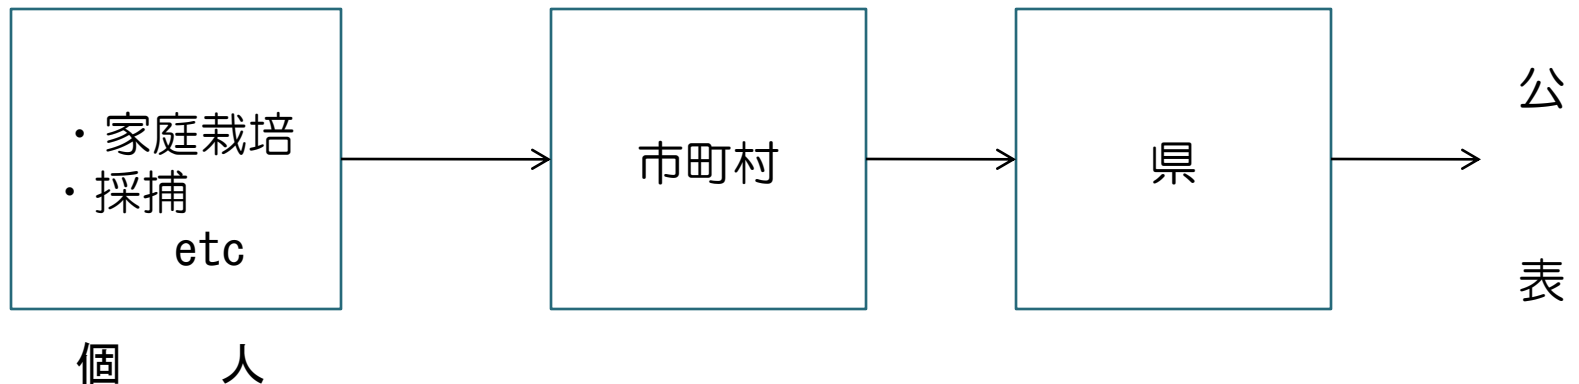 ・家庭栽培
・採捕
etc
個 人
市町村
県
公
表